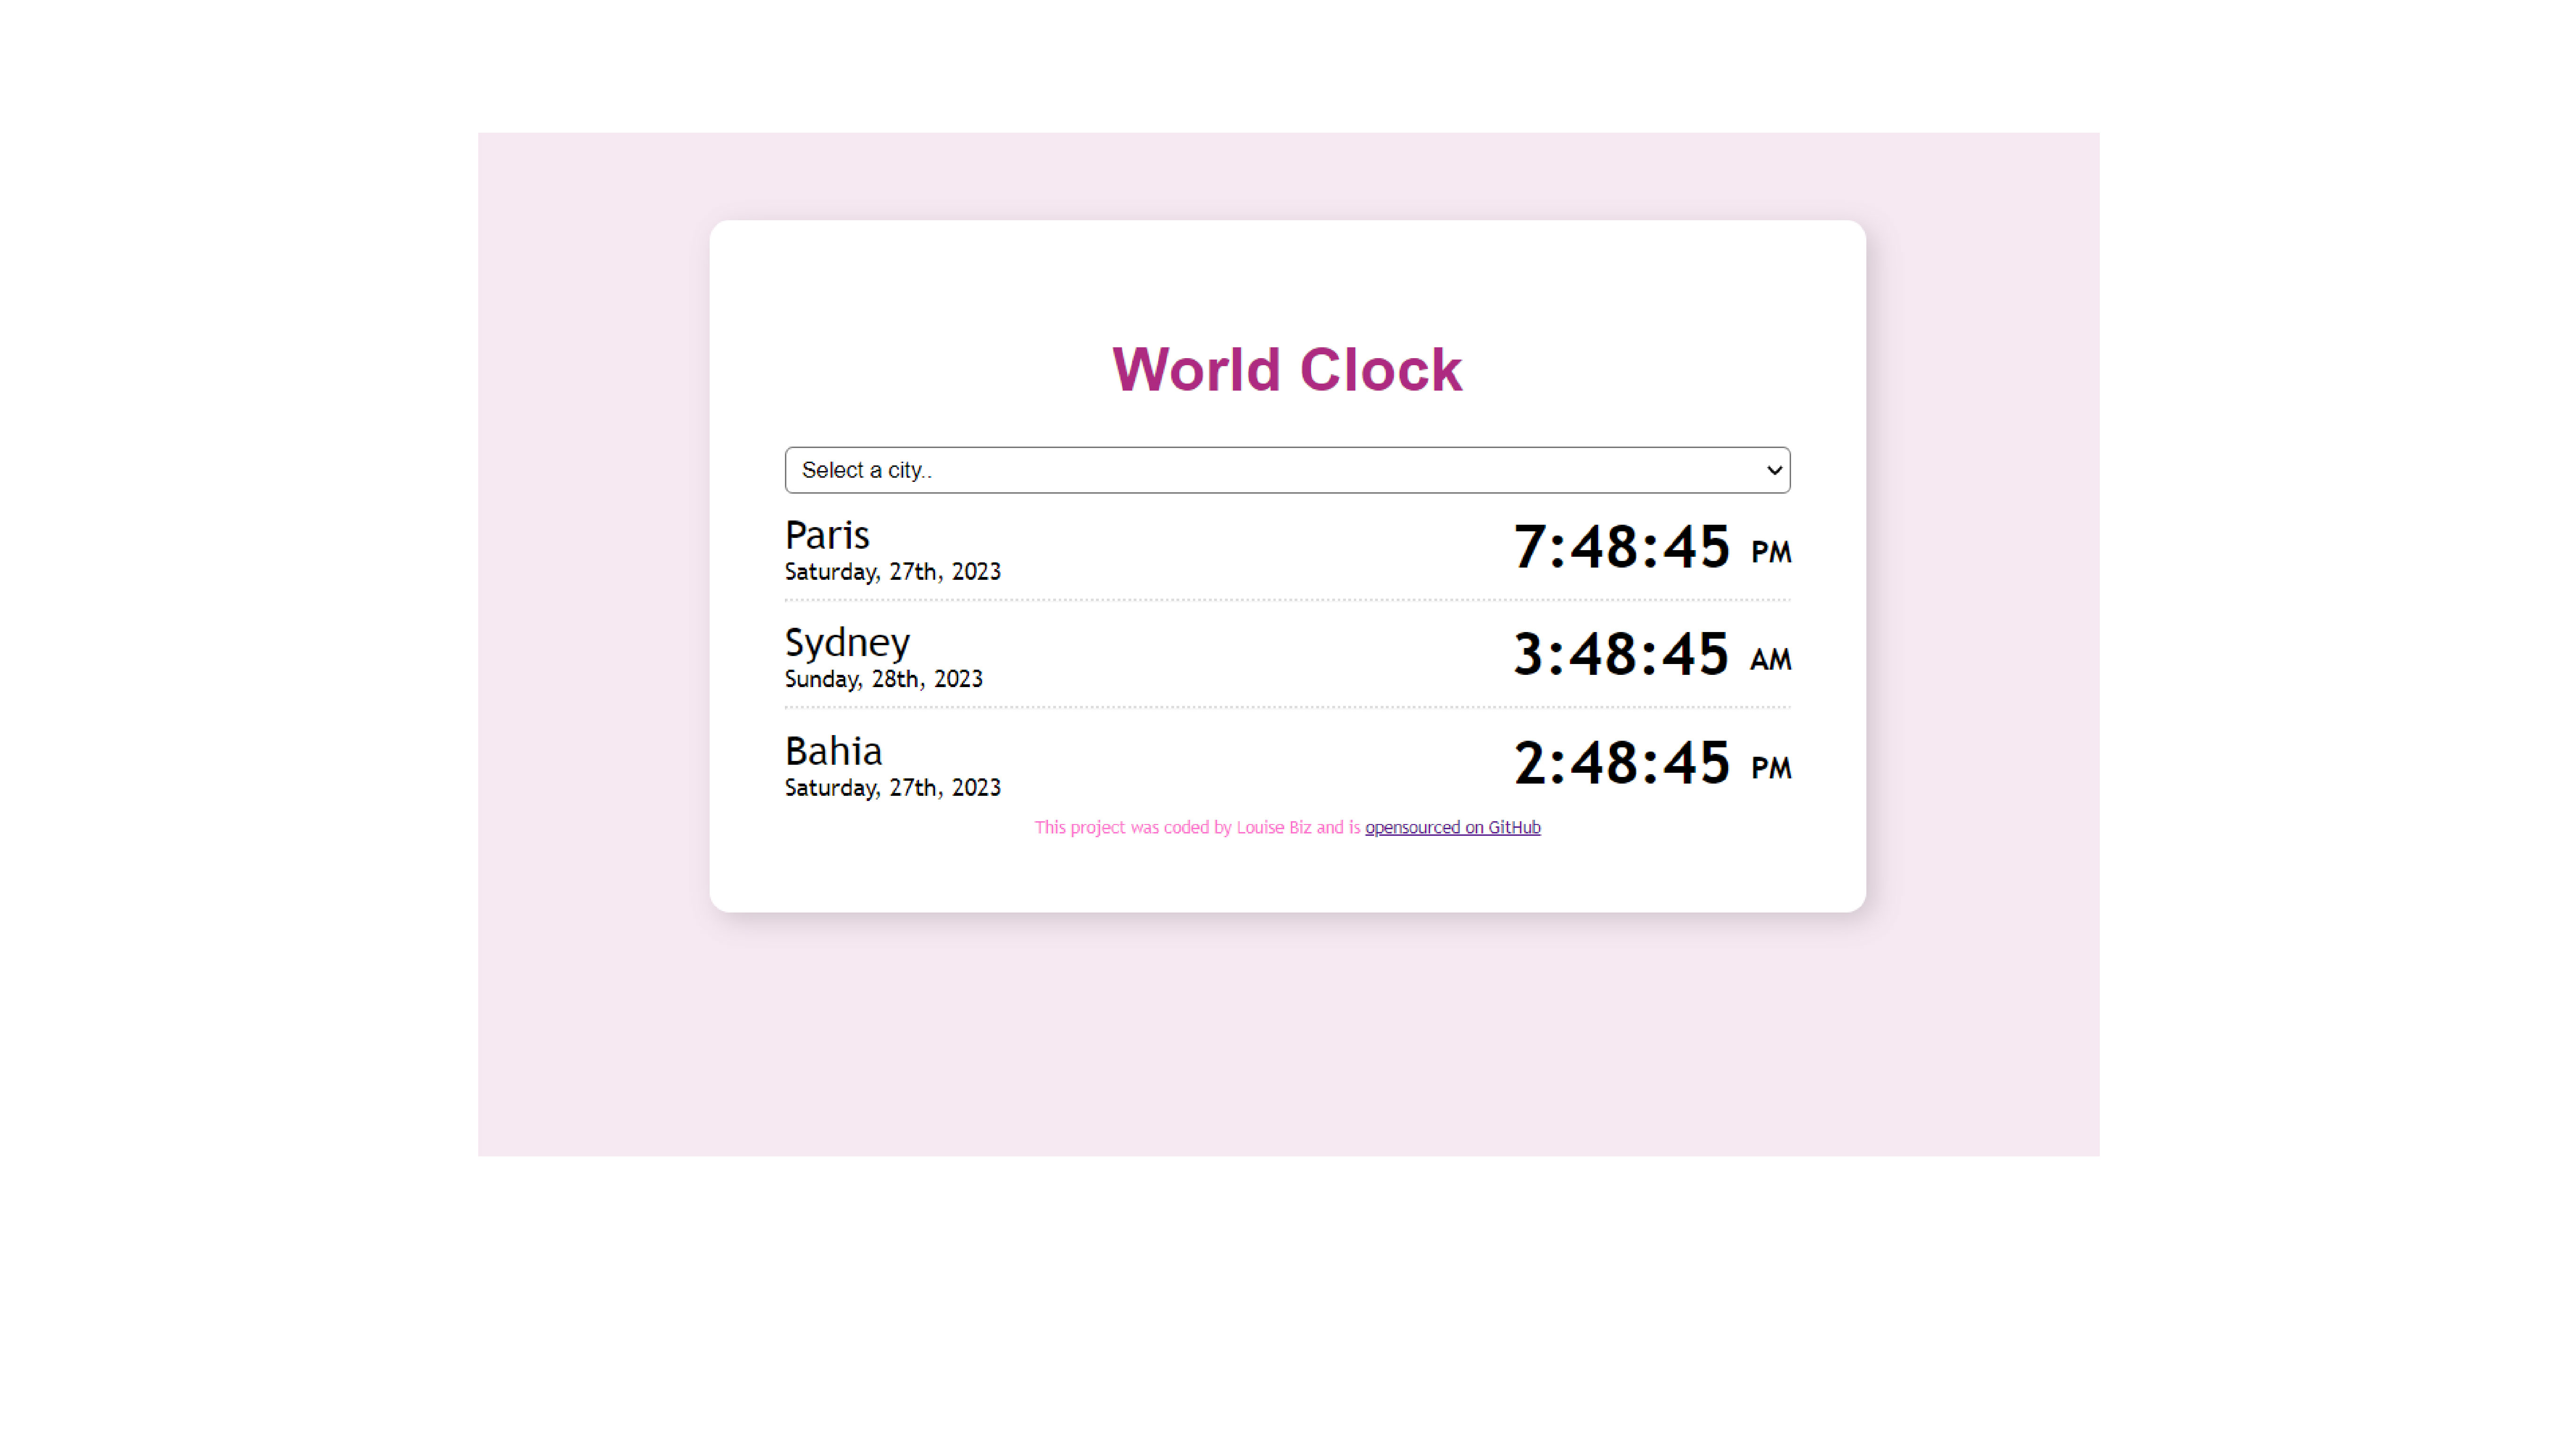 World Clock
Select a city..
Paris
7:48:45 PM
Saturday, 27th, 2023
Sydney
3:48:45 AM
Sunday, 28th, 2023
Bahia
2:48:45 PM
Saturday, 27th, 2023
This project was coded by Louise Biz and is opensourced on GitHub